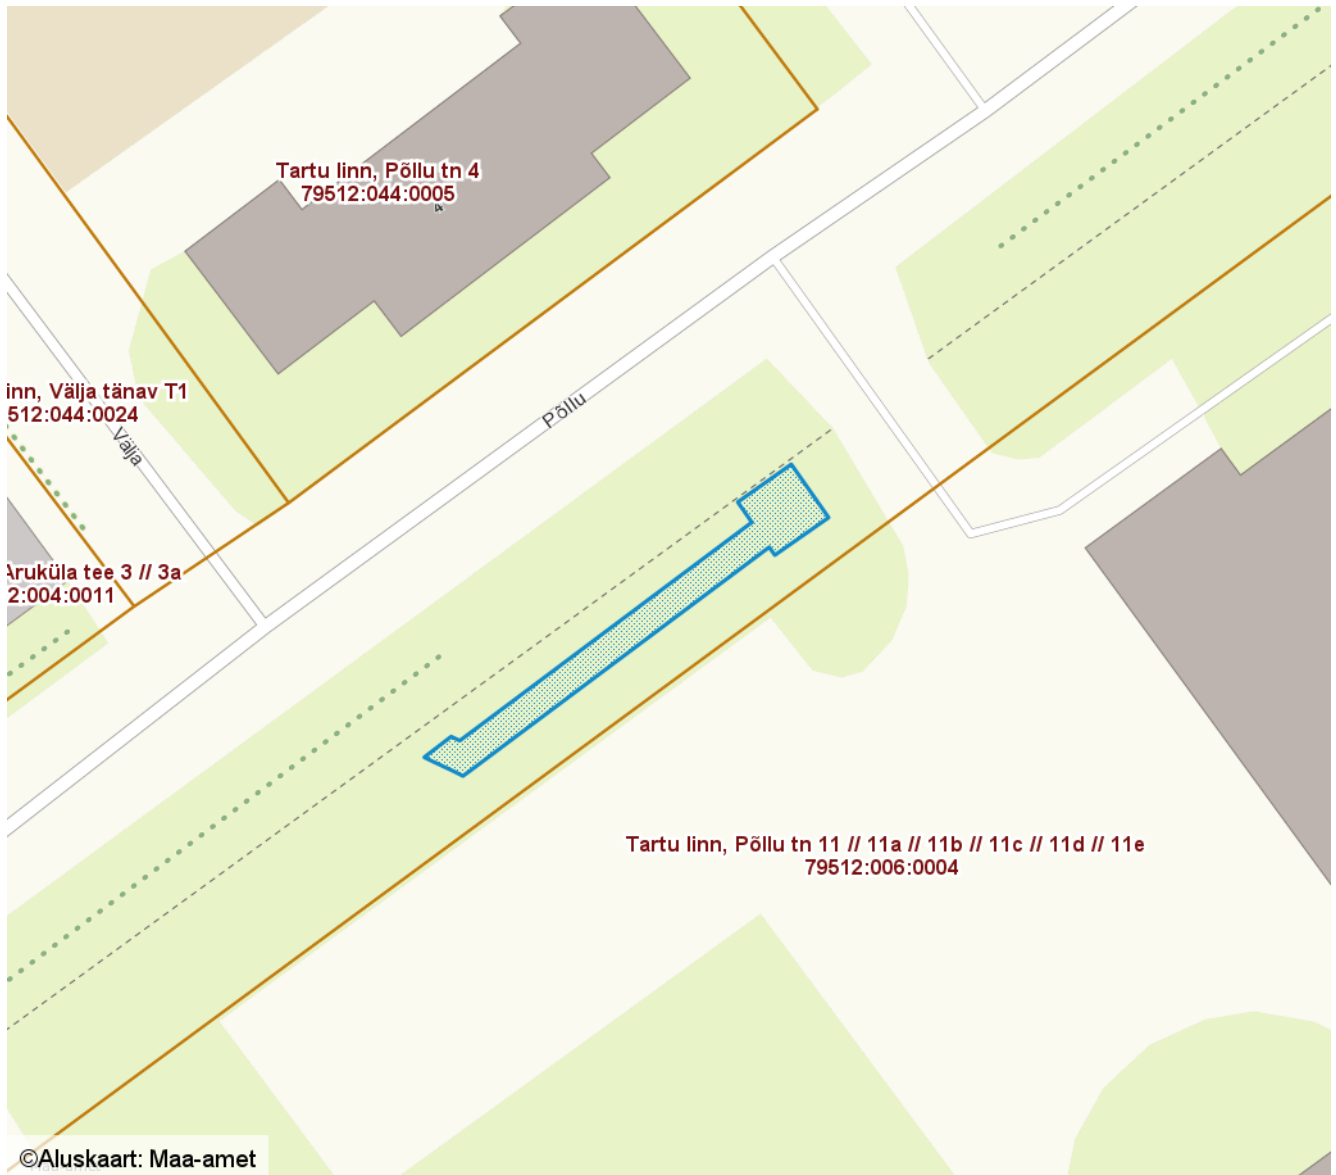 Tartu linn, Põllu tn 4
79512:044:0005
4
inn, Välja tänav T1
512:044:0024
Välja
Põllu
Aruküla tee 3 // 3a
2:004:0011
Tartu linn, Põllu tn 11 // 11a // 11b // 11c // 11d // 11e
79512:006:0004
©Aluskaart: Maa-amet